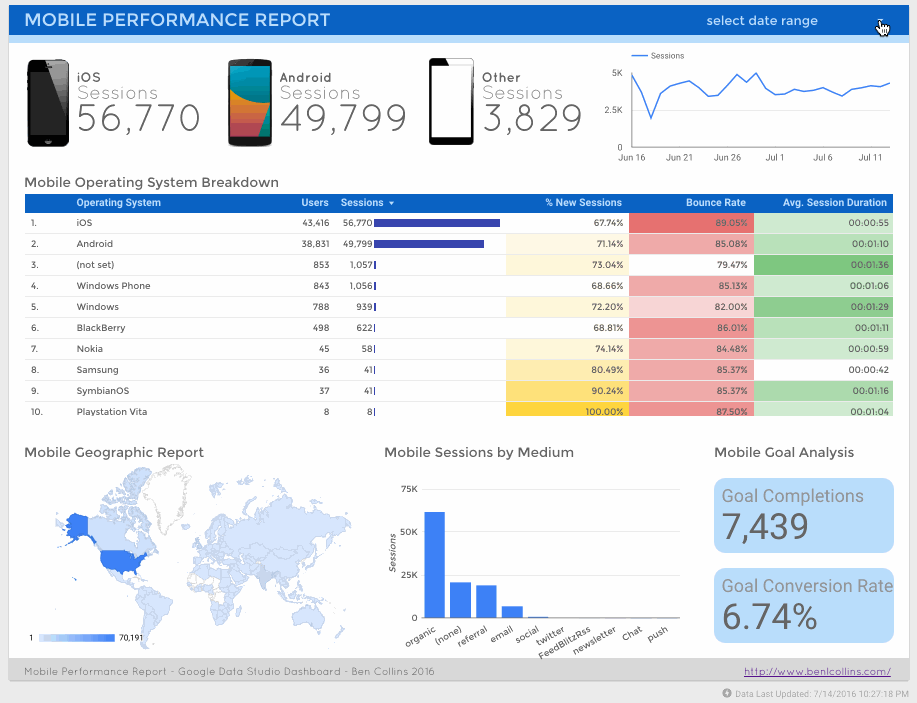 MOBILE PERFORMANCE REPORT select date range
iOS
Sessions
56,770
Android
Sessions
49,799
Other
Sessions
3,829
Sessions
5K
2.5K
0
Jun 16 Jun 21 Jun 26 Jul 1 Jul 6 Jul 11
Mobile Operating System Breakdown
Operating System Users Sessions % New Sessions Bounce Rate Avg. Session Duration
1. iOS 43,416 56,770 67.74% 89.05% 00:00:55
2. Android 38,831 49,799 71.14% 85.08% 00:01:10
3. (not set) 853 1,057 73.04% 79.47% 00:01:36
4. Windows Phone 843 1,056 68.66% 85.13% 00:01:06
5. Windows 788 939 72.20% 82.00% 00:01:29
6. BlackBerry 498 622 68.81% 86.01% 00:01:11
7. Nokia 45 58 74.14% 84.48% 00:00:59
8. Samsung 36 41 80.49% 85.37% 00:00:42
9. SymbianOS 37 41 90.24% 85.37% 00:01:16
10. Playstation Vita 8 8 100.00% 87.50% 00:01:04
Mobile Geographic Report
1 70,191
Mobile Sessions by Medium
75K
50K
25K
0
Sessions
organic (none) referral email social twitter FeedBlitzRss newsletter Chat push
Mobile Goal Analysis
Goal Completions
7,439
Goal Conversion Rate
6.74%
Mobile Performance Report - Google Data Studio Dashboard - Ben Collins 2016 http://www.benlcollins.com/
Data Last Updated: 7/14/2016 10:27:18 PM